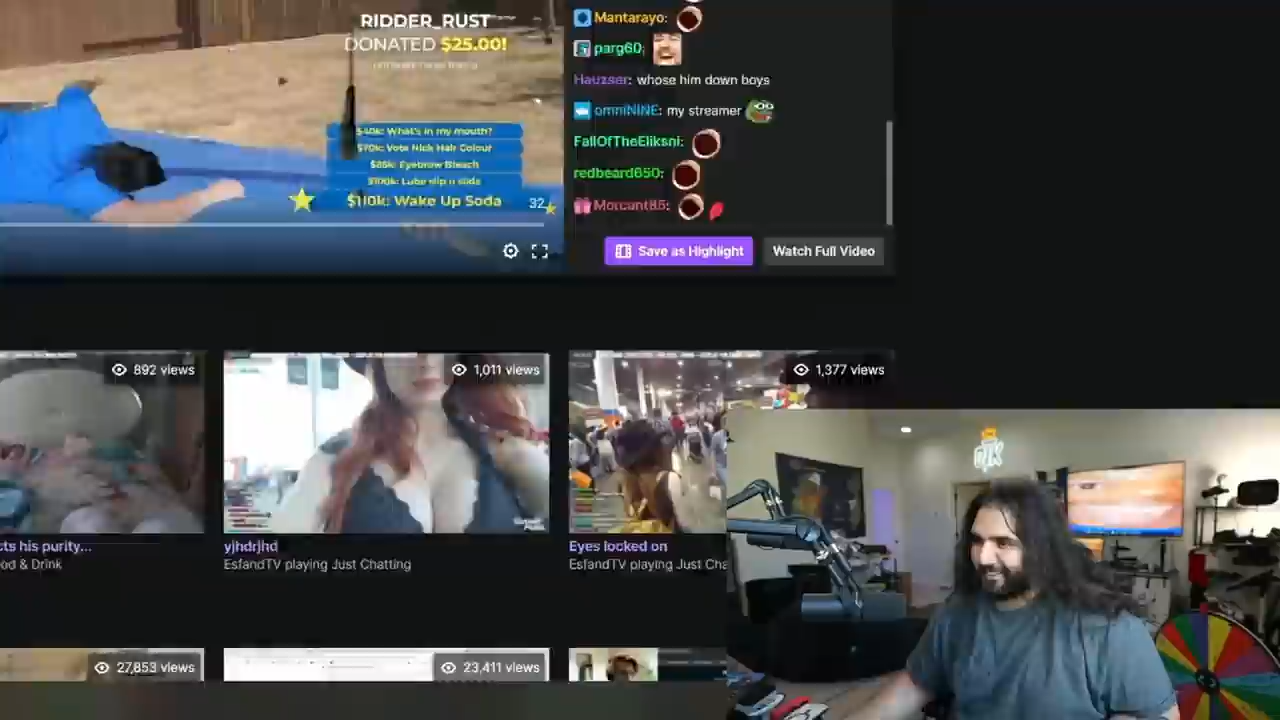 RIDDER_RUST
DONATED $25.00!
$40k: What's in my mouth?
$70k: Vote Nick Hair Colour
$85k: Eyebrow Bleach
$100k: Lube slip n slide
$110k: Wake Up Soda
32
Mantarayo:
parg60:
Hauzser: whose him down boys
omniNINE: my streamer
FallOfTheEliksni:
redbeard650:
Morcant85:
Save as Highlight
Watch Full Video
892 views
1,011 views
1,377 views
cts his purity...
od & Drink
yjhdrjhd
EsfandTV playing Just Chatting
Eyes locked on
EsfandTV playing Just Cha
27,853 views
23,411 views